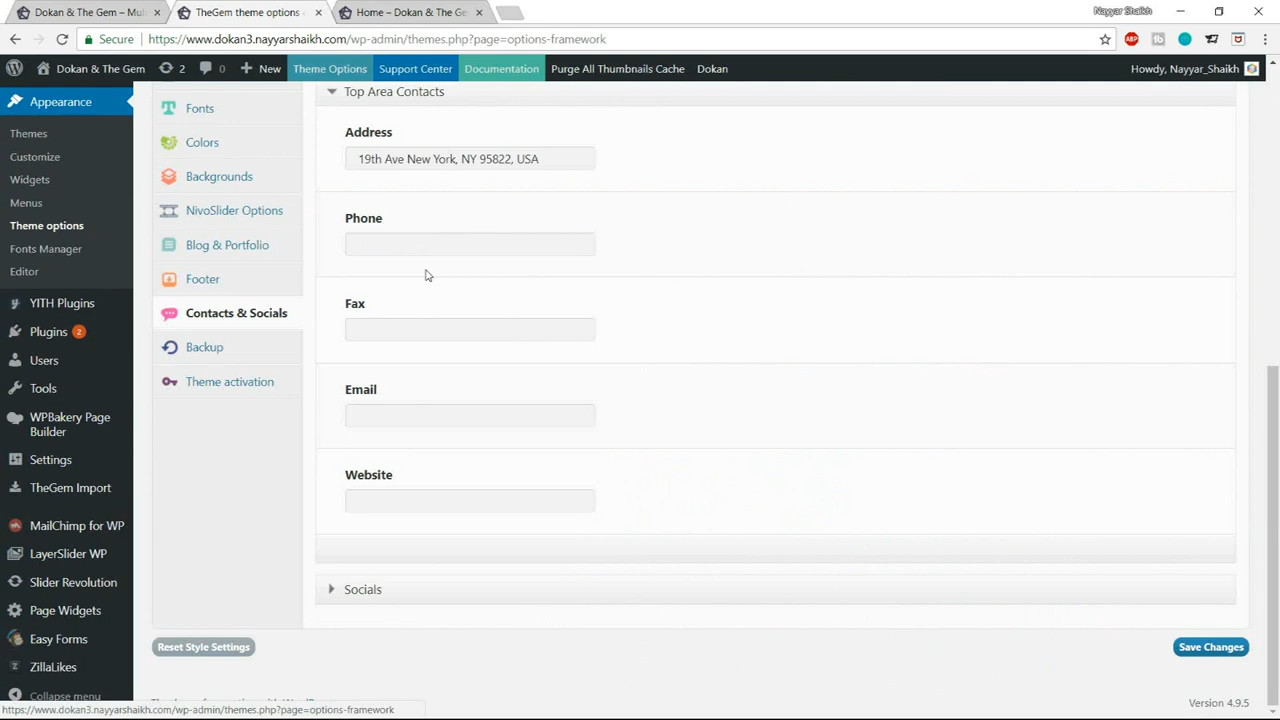 Dokan & The Gem – Mul
TheGem theme options
Home – Dokan & The Ge
Nayyar Shaikh
Secure
https://www.dokan3.nayyarshaikh.com/wp-admin/themes.php?page=options-framework
ABP
Dokan & The Gem
2
0
New
Theme Options
Support Center
Documentation
Purge All Thumbnails Cache
Dokan
Howdy, Nayyar_Shaikh
Appearance
Themes
Customize
Widgets
Menus
Theme options
Fonts Manager
Editor
YITH Plugins
Plugins 2
Users
Tools
WPBakery Page
Builder
Settings
TheGem Import
MailChimp for WP
LayerSlider WP
Slider Revolution
Page Widgets
Easy Forms
ZillaLikes
Collapse menu
Fonts
Colors
Backgrounds
NivoSlider Options
Blog & Portfolio
Footer
Contacts & Socials
Backup
Theme activation
Top Area Contacts
Address
19th Ave New York, NY 95822, USA
Phone
Fax
Email
Website
Socials
Reset Style Settings
Save Changes
https://www.dokan3.nayyarshaikh.com/wp-admin/themes.php?page=options-framework
Version 4.9.5